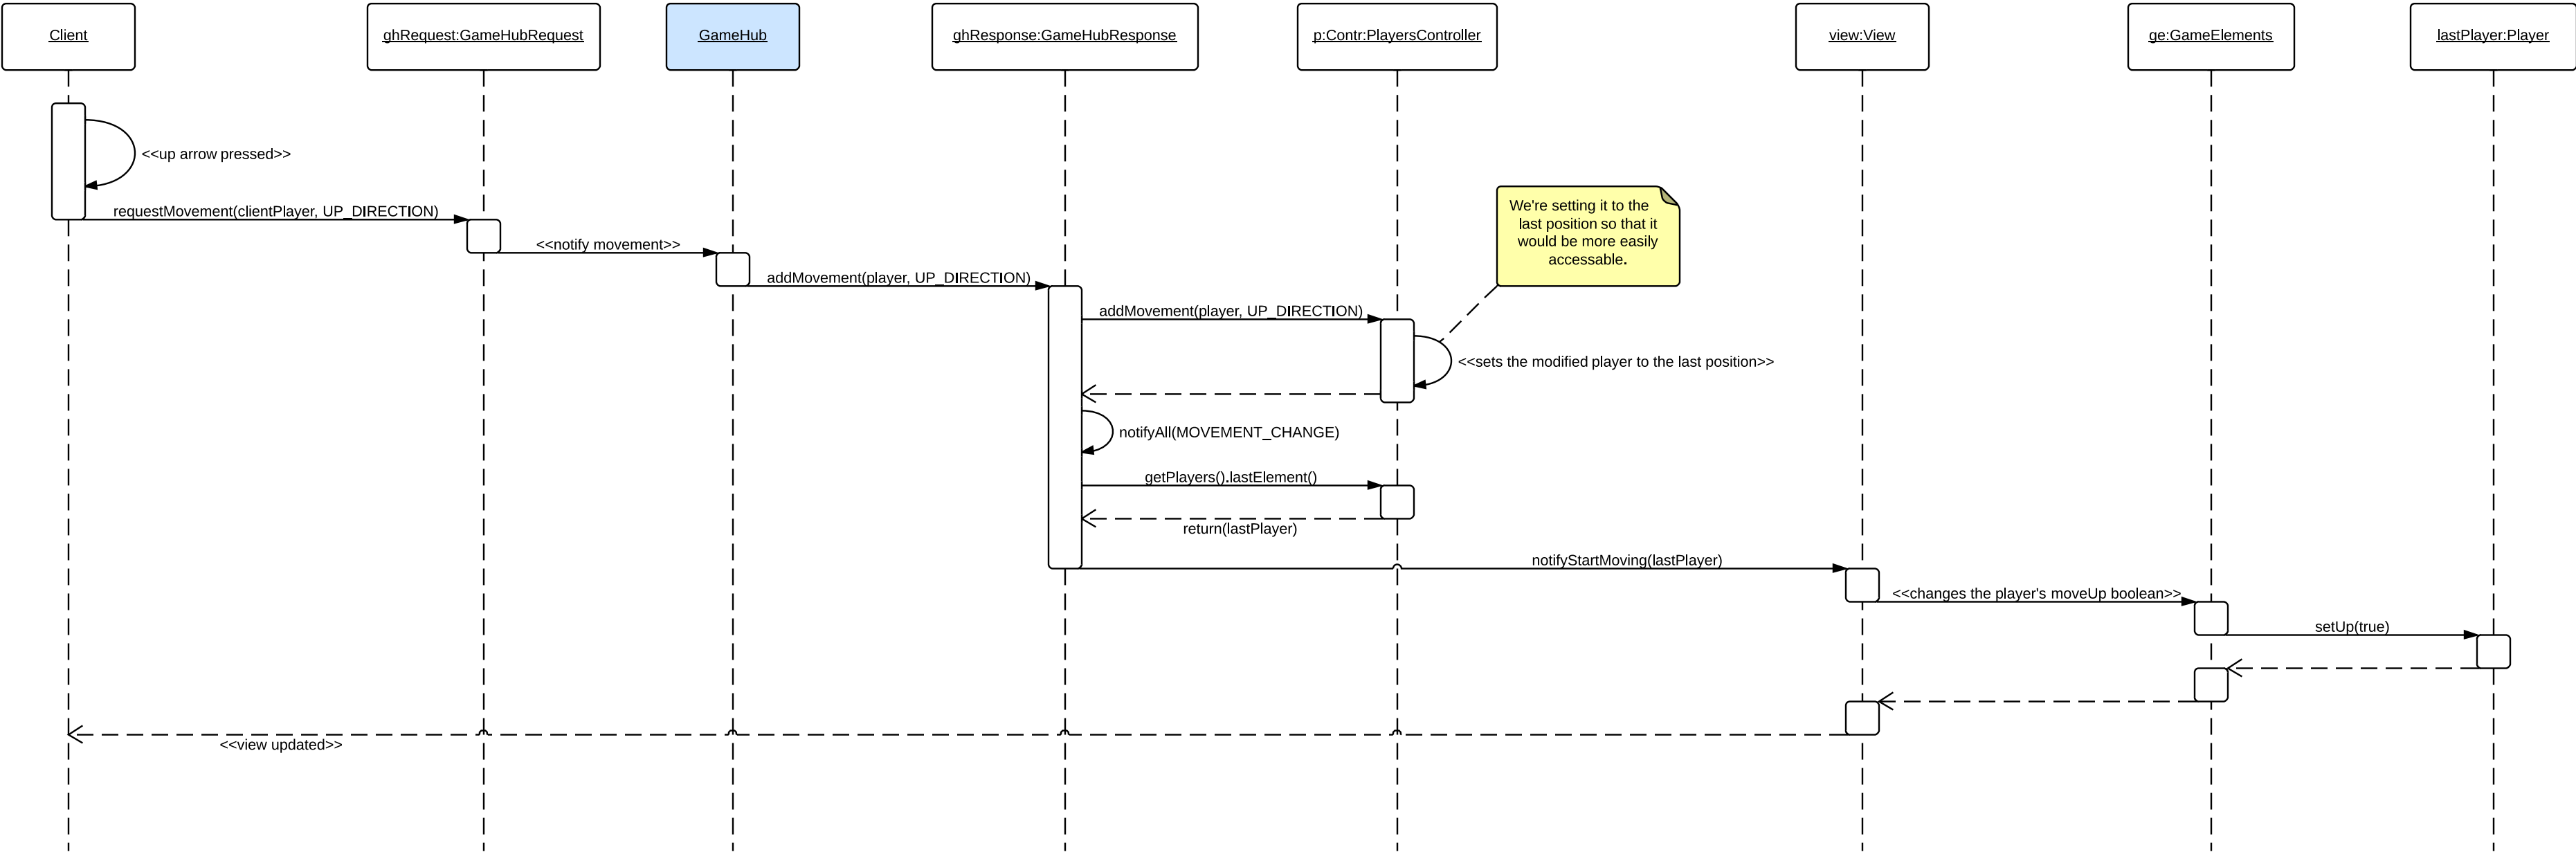 Client
ghRequest:GameHubRequest
GameHub
ghResponse:GameHubResponse
p:Contr:PlayersController
view:View
ge:GameElements
lastPlayer:Player
<<up arrow pressed>>
requestMovement(clientPlayer, UP_DIRECTION)
We're setting it to the
last position so that it
would be more easily
accessable.
<<notify movement>>
addMovement(player, UP_DIRECTION)
addMovement(player, UP_DIRECTION)
<<sets the modified player to the last position>>
notifyAll(MOVEMENT_CHANGE)
getPlayers().lastElement()
return(lastPlayer)
notifyStartMoving(lastPlayer)
<<changes the player's moveUp boolean>>
setUp(true)
<<view updated>>